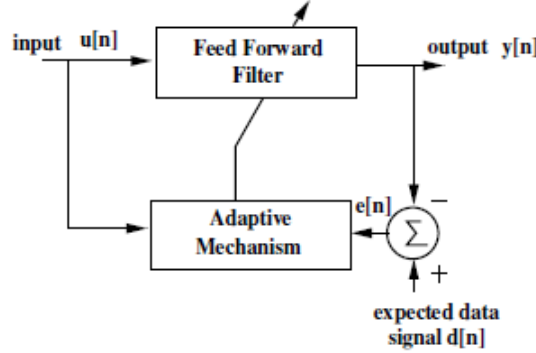 input u[n]
Feed Forward
Filter
output y[n]
Adaptive
Mechanism
e[n]
−
Σ
+
expected data
signal d[n]